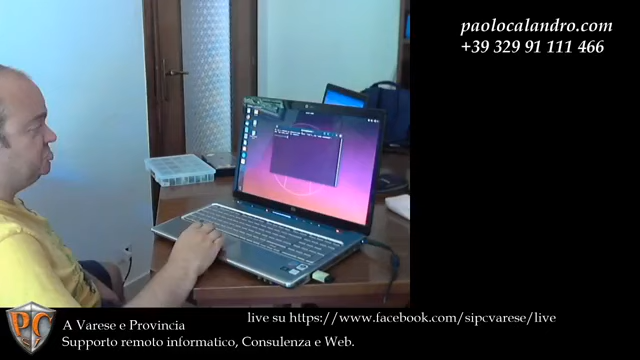 paolocalandro.com
+39 329 91 111 466
PC
A Varese e Provincia
live su https://www.facebook.com/sipcvarese/live
Supporto remoto informatico, Consulenza e Web.